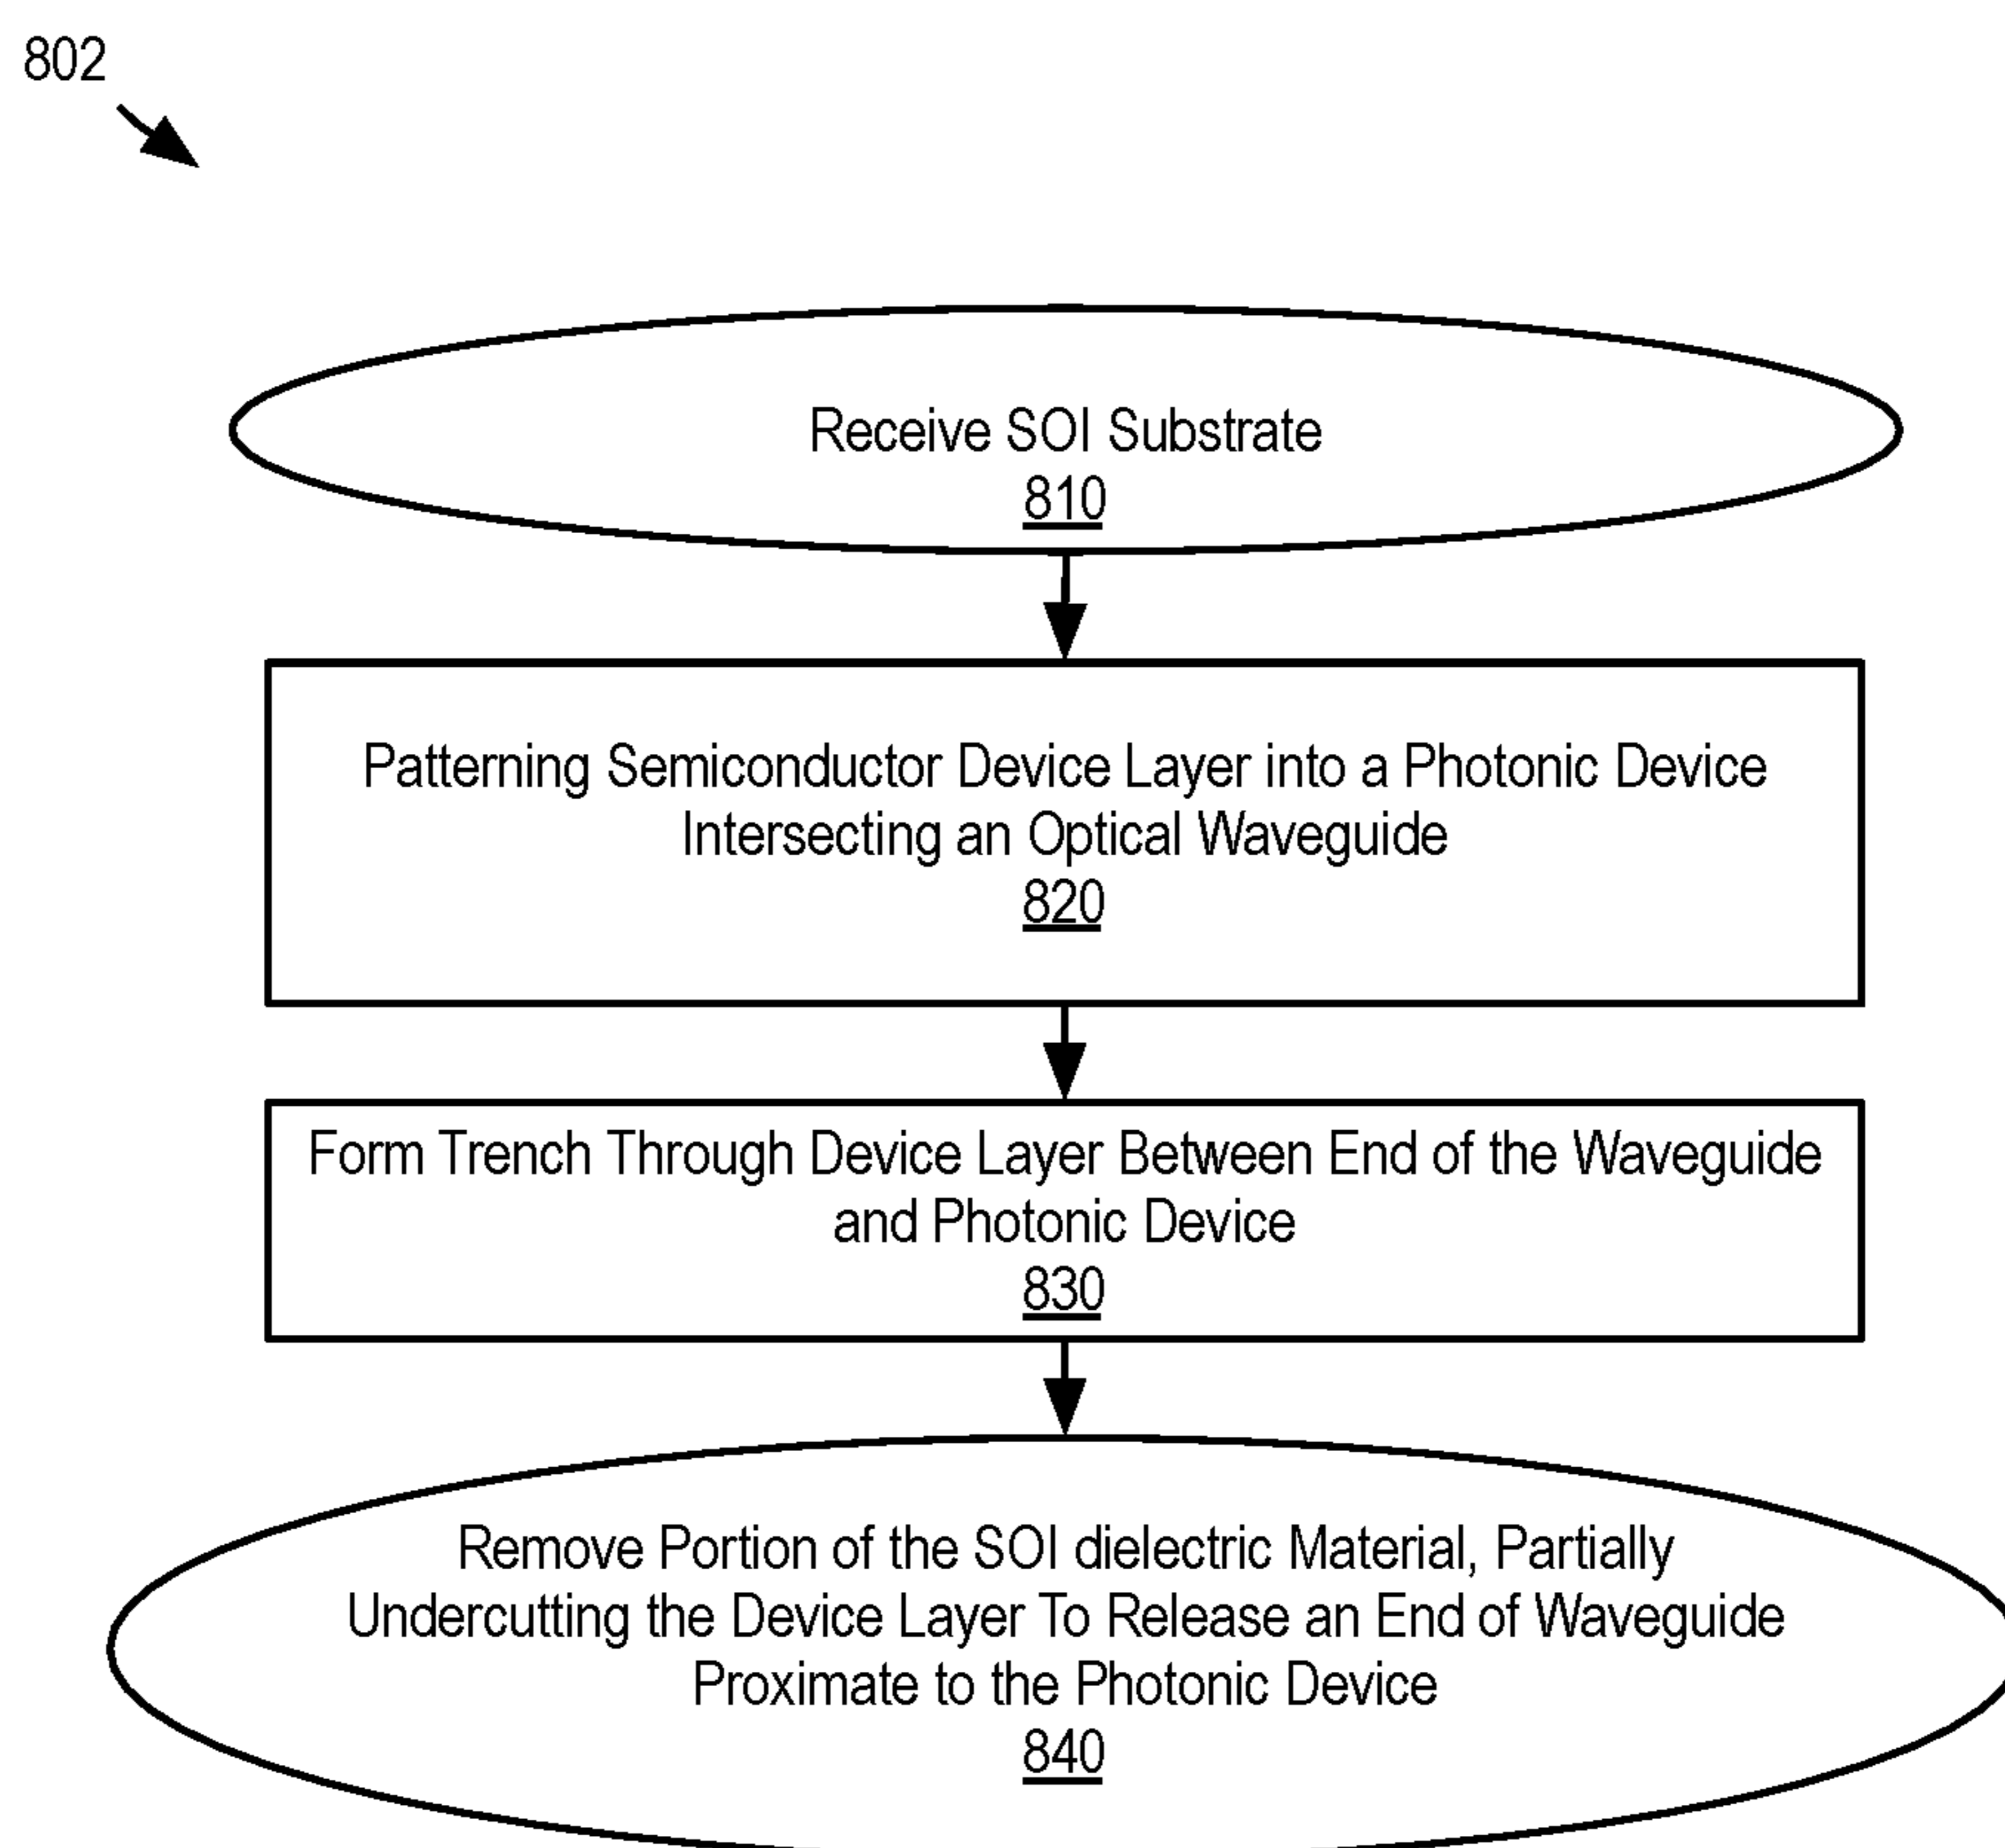 802
Receive SOI Substrate
810
Patterning Semiconductor Device Layer into a Photonic Device
Intersecting an Optical Waveguide
820
Form Trench Through Device Layer Between End of the Waveguide
and Photonic Device
830
Remove Portion of the SOI dielectric Material, Partially
Undercutting the Device Layer To Release an End of Waveguide
Proximate to the Photonic Device
840